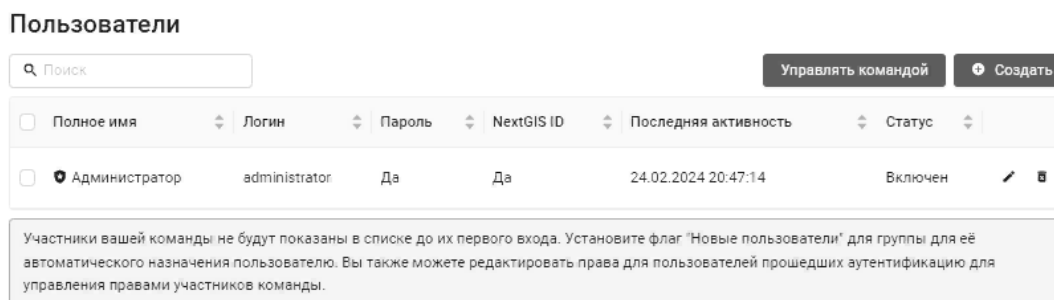 Пользователи
Поиск
Управлять командой
Создать
Полное имя Логин Пароль NextGIS ID Последняя активность Статус
Администратор administrator Да Да 24.02.2024 20:47:14 Включен
Участники вашей команды не будут показаны в списке до их первого входа. Установите флаг "Новые пользователи" для группы для её
автоматического назначения пользователю. Вы также можете редактировать права для пользователей прошедших аутентификацию для
управления правами участников команды.